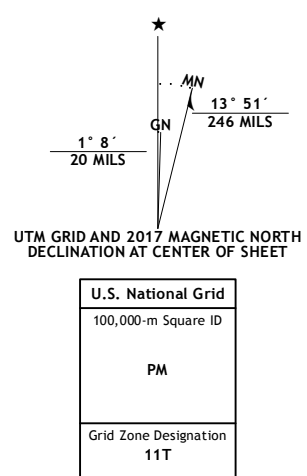 ★
MN
GN
13° 51´
246 MILS
1° 8´
20 MILS
UTM GRID AND 2017 MAGNETIC NORTH
DECLINATION AT CENTER OF SHEET
U.S. National Grid
100,000-m Square ID
PM
Grid Zone Designation
11T